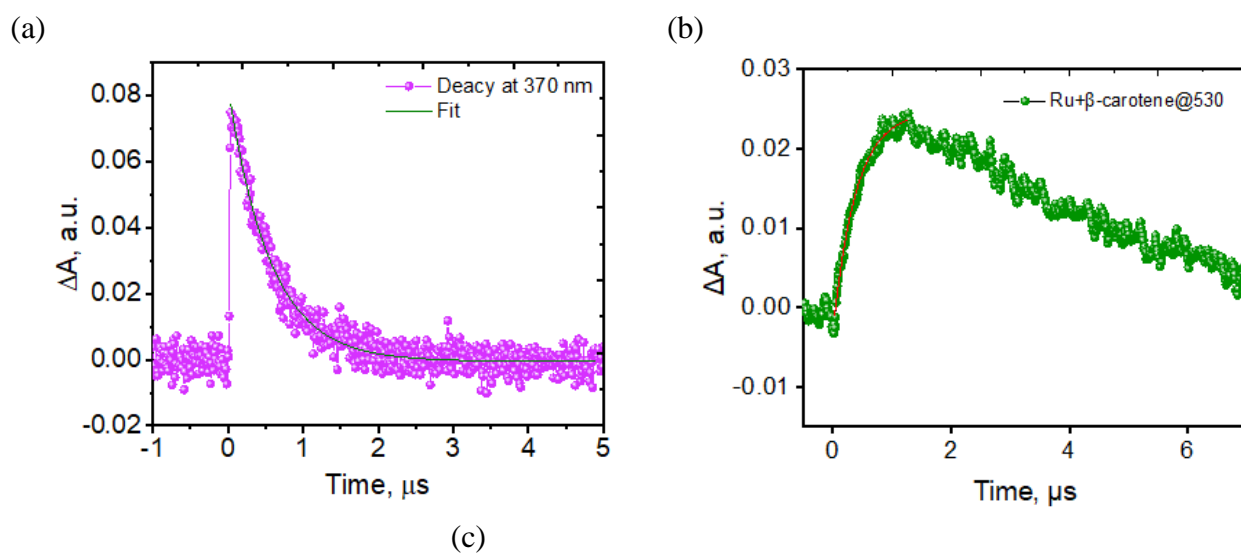 (a)
Deacy at 370 nm
Fit
0.08
0.06
0.04
0.02
0.00
-0.02
-1 0 1 2 3 4 5
ΔA, a.u.
Time, μs
(b)
Ru+β-carotene@530
0.03
0.02
0.01
0.00
-0.01
0 2 4 6
ΔA, a.u.
Time, μs
(c)